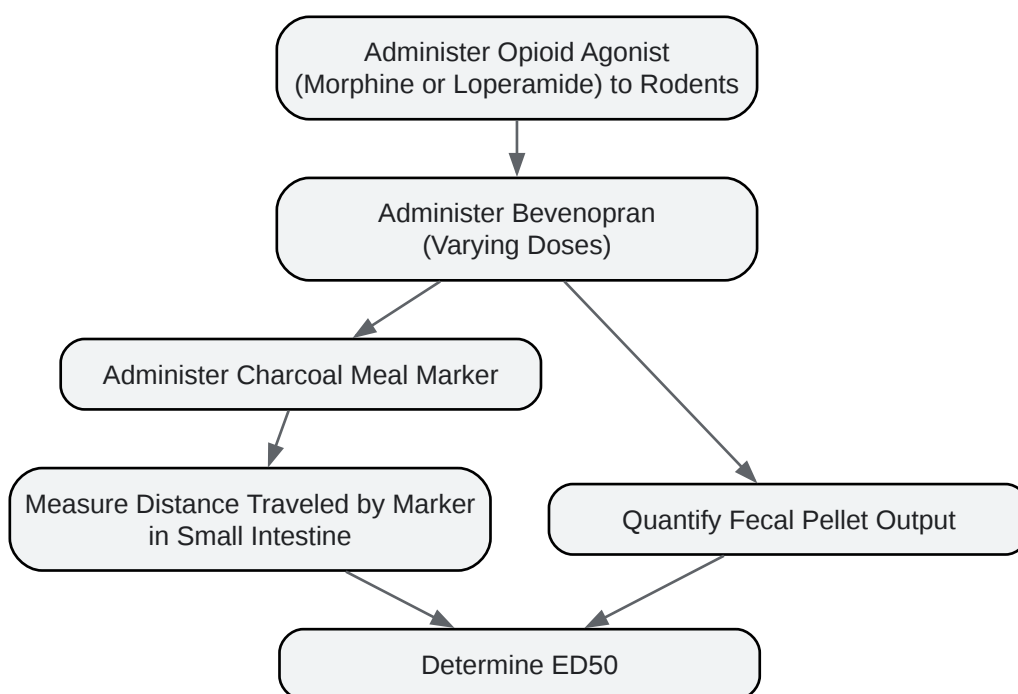 Administer Opioid Agonist
(Morphine or Loperamide) to Rodents
Administer Bevenopran
(Varying Doses)
Administer Charcoal Meal Marker
Measure Distance Traveled by Marker
in Small Intestine
Quantify Fecal Pellet Output
Determine ED50